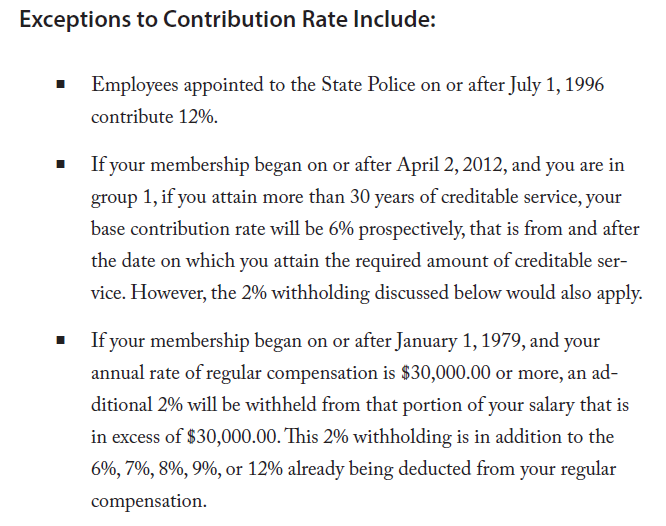 Exceptions to Contribution Rate Include:
▪ Employees appointed to the State Police on or after July 1, 1996
contribute 12%.
▪ If your membership began on or after April 2, 2012, and you are in
group 1, if you attain more than 30 years of creditable service, your
base contribution rate will be 6% prospectively, that is from and after
the date on which you attain the required amount of creditable ser-
vice. However, the 2% withholding discussed below would also apply.
▪ If your membership began on or after January 1, 1979, and your
annual rate of regular compensation is $30,000.00 or more, an ad-
ditional 2% will be withheld from that portion of your salary that is
in excess of $30,000.00. This 2% withholding is in addition to the
6%, 7%, 8%, 9%, or 12% already being deducted from your regular
compensation.